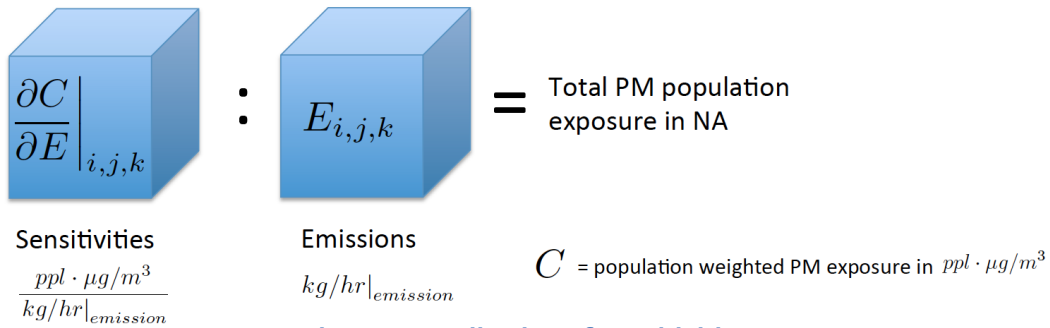 ∂C/∂E|i,j,k : E i,j,k = Total PM population
exposure in NA
Sensitivities
ppl · μg/m³ / kg/hr|emission
Emissions
kg/hr|emission
C = population weighted PM exposure in ppl · μg/m³